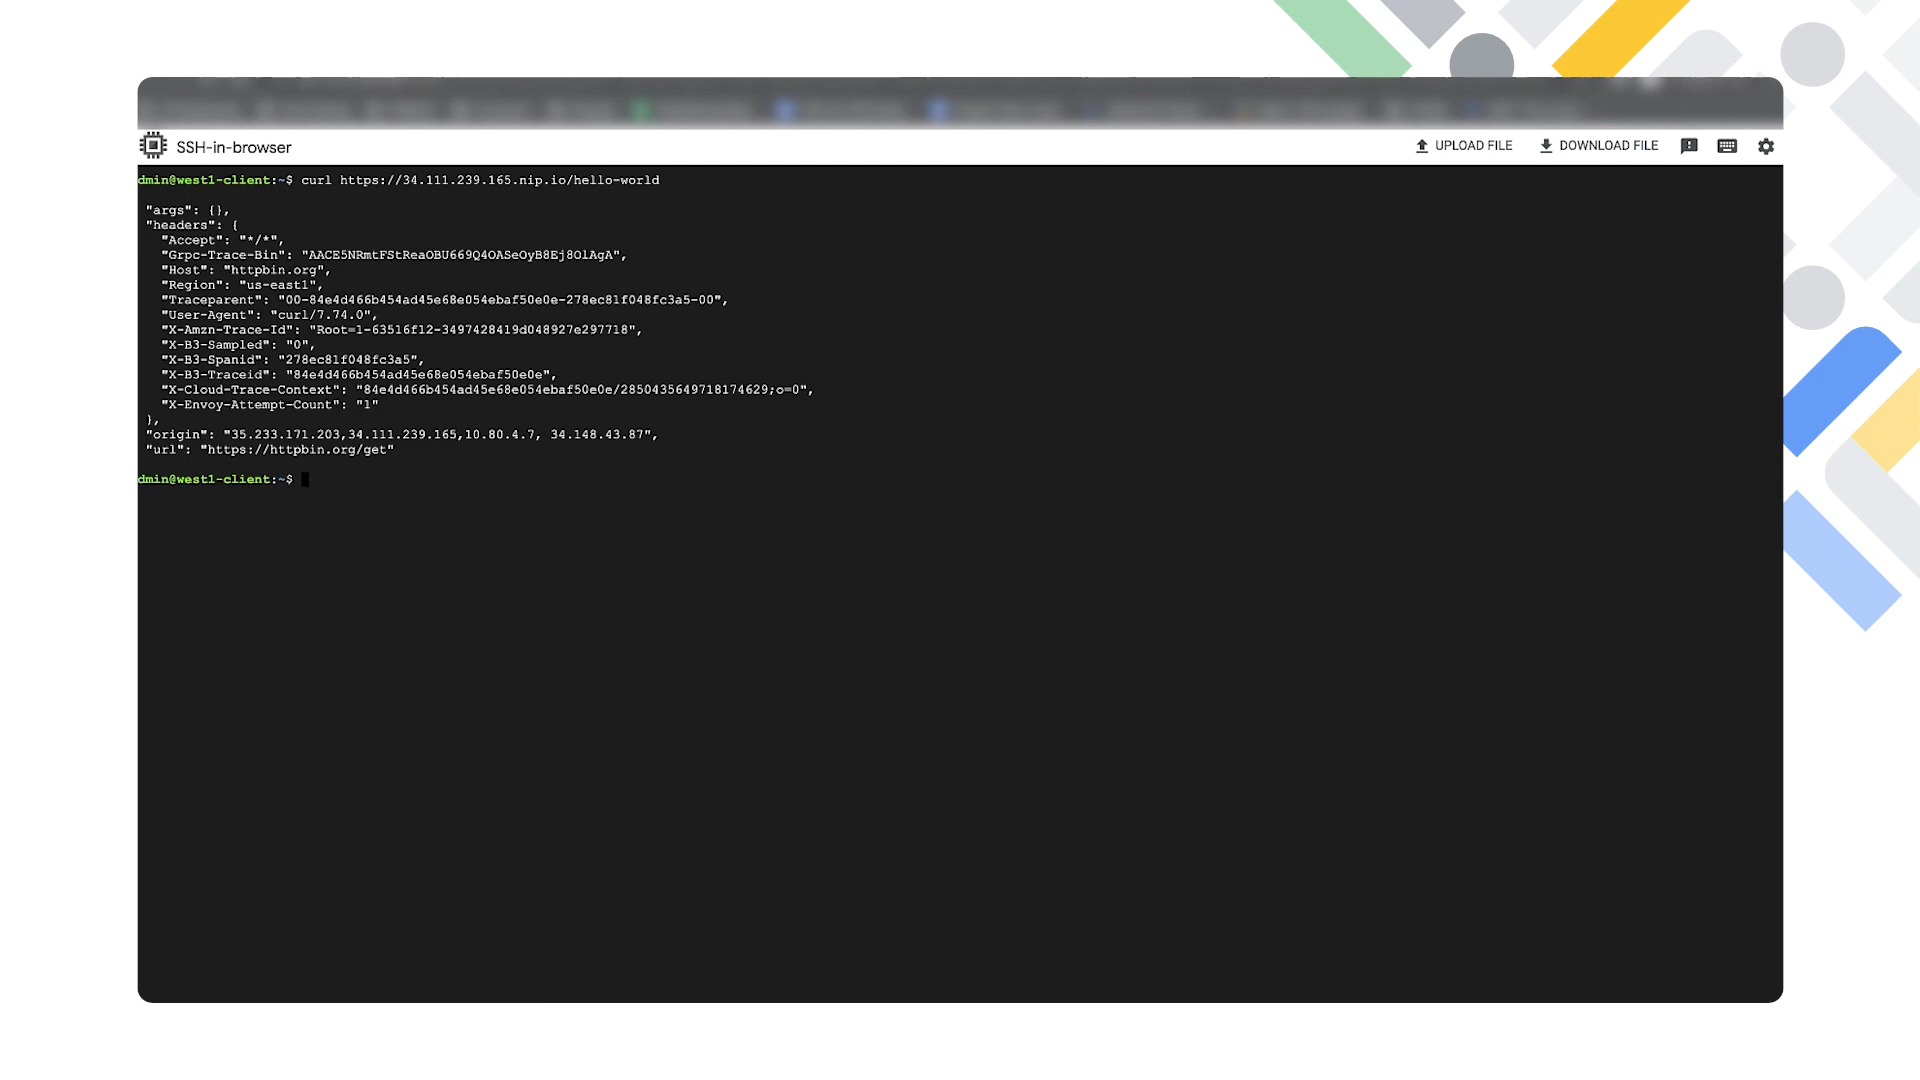 SSH-in-browser
UPLOAD FILE
DOWNLOAD FILE
dmin@west1-client:~$ curl https://34.111.239.165.nip.io/hello-world
"args": {},
"headers": {
"Accept": "*/*",
"Grpc-Trace-Bin": "AACE5NRmtFStReaOBU669Q4OASeOyB8Ej8OlAgA",
"Host": "httpbin.org",
"Region": "us-east1",
"Traceparent": "00-84e4d466b454ad45e68e054ebaf50e0e-278ec81f048fc3a5-00",
"User-Agent": "curl/7.74.0",
"X-Amzn-Trace-Id": "Root=1-63516f12-3497428419d048927e297718",
"X-B3-Sampled": "0",
"X-B3-Spanid": "278ec81f048fc3a5",
"X-B3-Traceid": "84e4d466b454ad45e68e054ebaf50e0e",
"X-Cloud-Trace-Context": "84e4d466b454ad45e68e054ebaf50e0e/2850435649718174629;o=0",
"X-Envoy-Attempt-Count": "1"
},
"origin": "35.233.171.203,34.111.239.165,10.80.4.7, 34.148.43.87",
"url": "https://httpbin.org/get"
dmin@west1-client:~$